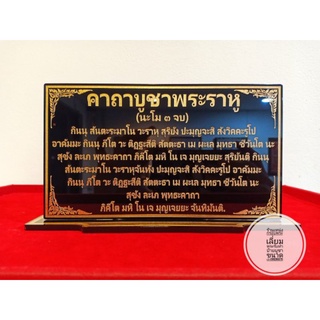 คาถาบูชาพระราหู
(นะโม ๓ จบ)
กินนุ สันตะระมาโน วะราหุ สุริยัง ปะมุญจะสิ สังวิคคะรูโป
อาคัมมะ กินนุ ภีโต วะ ติฏฐะสีติ สัตตะธา เม ผะเล มุทธา ชีวันโต นะ
สุขัง ละเภ พุทธะคาถา ภิคีโต มหิ โน เจ มุญเจยยะ สุริมันติ กินนุ
สันตะระมาโน วะราหุจันทัง ปะมุญจะสิ สังวิคคะรูโป อาคัมมะ
กินนุ ภีโต วะ ติฏฐะสีติ สัตตะธา เม ผะเล มุทธา ชีวันโต นะ
สุขัง ละเภ พุทธะคาถา
ภิคีโต มหิ โน เจ มุญเจยยะ จันทิมันติ.